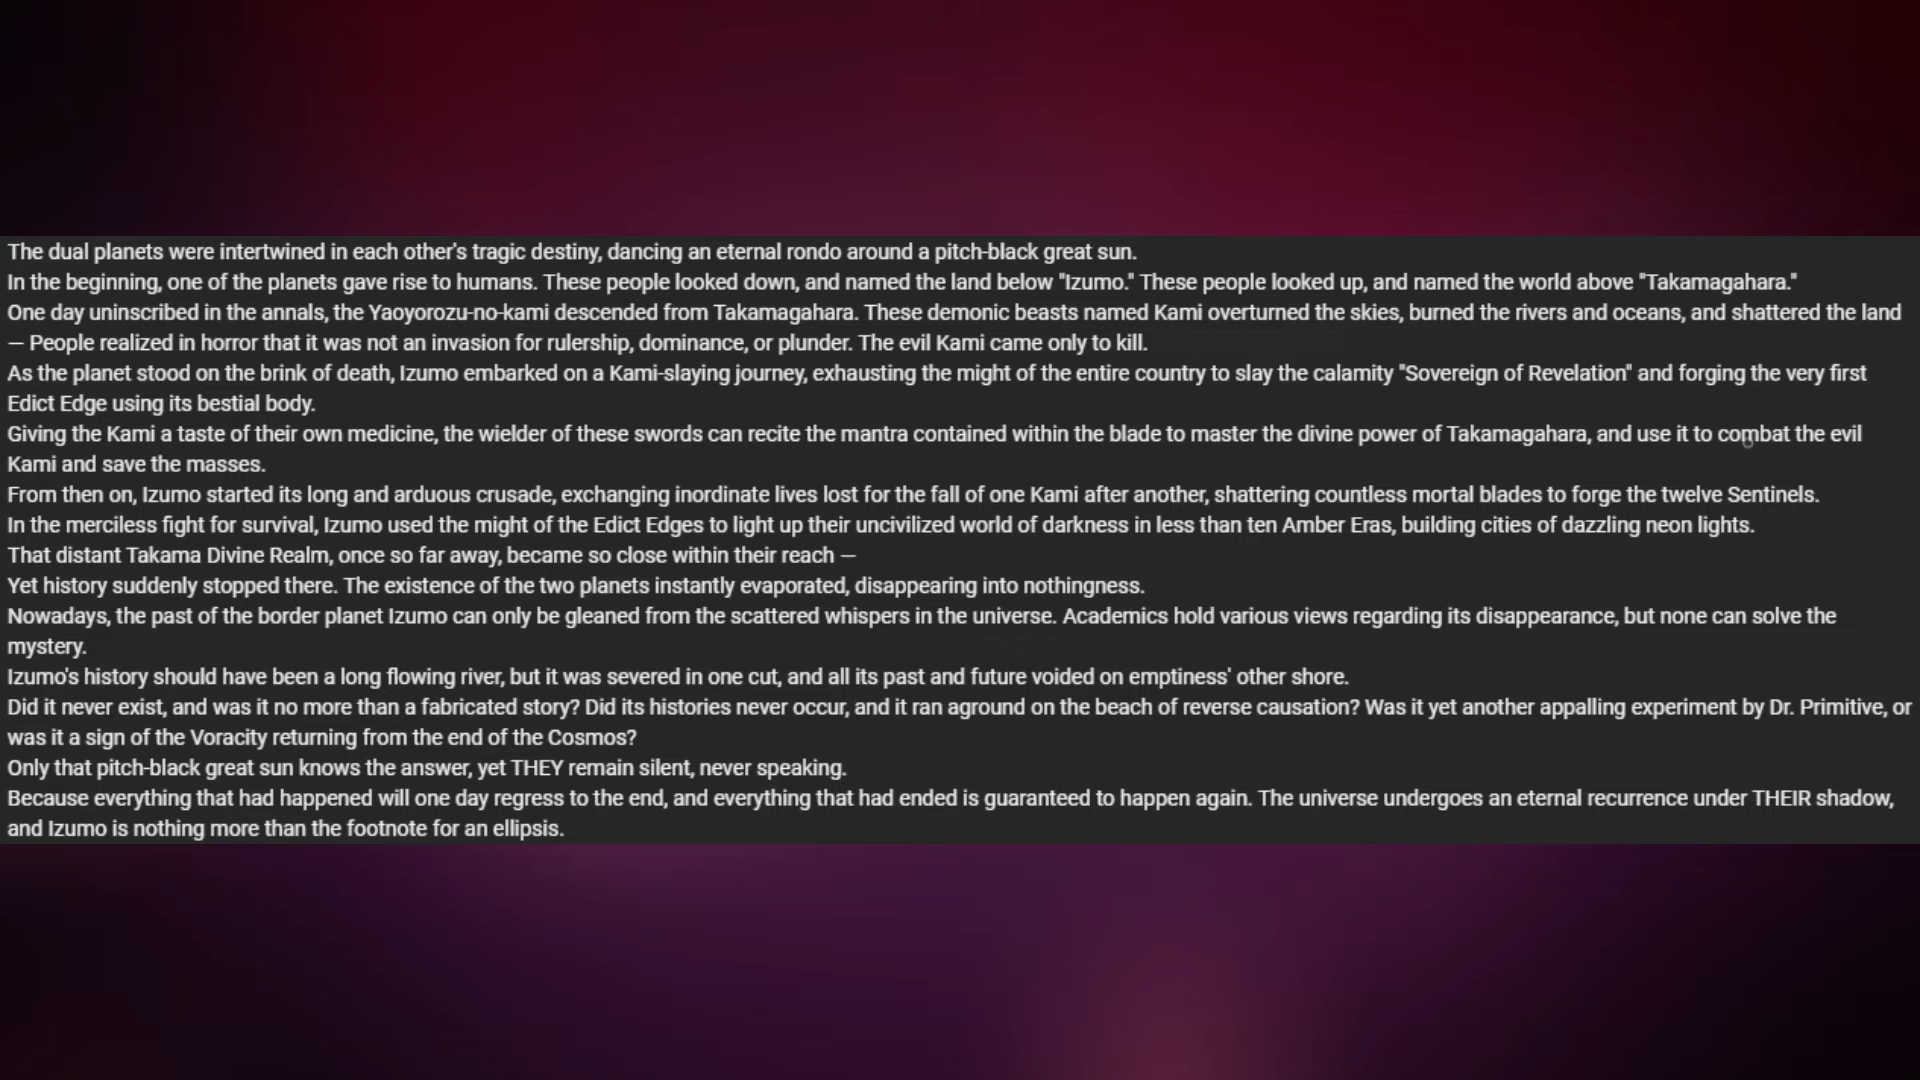 The dual planets were intertwined in each other's tragic destiny, dancing an eternal rondo around a pitch-black great sun.
In the beginning, one of the planets gave rise to humans. These people looked down, and named the land below "Izumo." These people looked up, and named the world above "Takamagahara."
One day uninscribed in the annals, the Yaoyorozu-no-kami descended from Takamagahara. These demonic beasts named Kami overturned the skies, burned the rivers and oceans, and shattered the land
— People realized in horror that it was not an invasion for rulership, dominance, or plunder. The evil Kami came only to kill.
As the planet stood on the brink of death, Izumo embarked on a Kami-slaying journey, exhausting the might of the entire country to slay the calamity "Sovereign of Revelation" and forging the very first
Edict Edge using its bestial body.
Giving the Kami a taste of their own medicine, the wielder of these swords can recite the mantra contained within the blade to master the divine power of Takamagahara, and use it to combat the evil
Kami and save the masses.
From then on, Izumo started its long and arduous crusade, exchanging inordinate lives lost for the fall of one Kami after another, shattering countless mortal blades to forge the twelve Sentinels.
In the merciless fight for survival, Izumo used the might of the Edict Edges to light up their uncivilized world of darkness in less than ten Amber Eras, building cities of dazzling neon lights.
That distant Takama Divine Realm, once so far away, became so close within their reach —
Yet history suddenly stopped there. The existence of the two planets instantly evaporated, disappearing into nothingness.
Nowadays, the past of the border planet Izumo can only be gleaned from the scattered whispers in the universe. Academics hold various views regarding its disappearance, but none can solve the
mystery.
Izumo's history should have been a long flowing river, but it was severed in one cut, and all its past and future voided on emptiness' other shore.
Did it never exist, and was it no more than a fabricated story? Did its histories never occur, and it ran aground on the beach of reverse causation? Was it yet another appalling experiment by Dr. Primitive, or
was it a sign of the Voracity returning from the end of the Cosmos?
Only that pitch-black great sun knows the answer, yet THEY remain silent, never speaking.
Because everything that had happened will one day regress to the end, and everything that had ended is guaranteed to happen again. The universe undergoes an eternal recurrence under THEIR shadow,
and Izumo is nothing more than the footnote for an ellipsis.